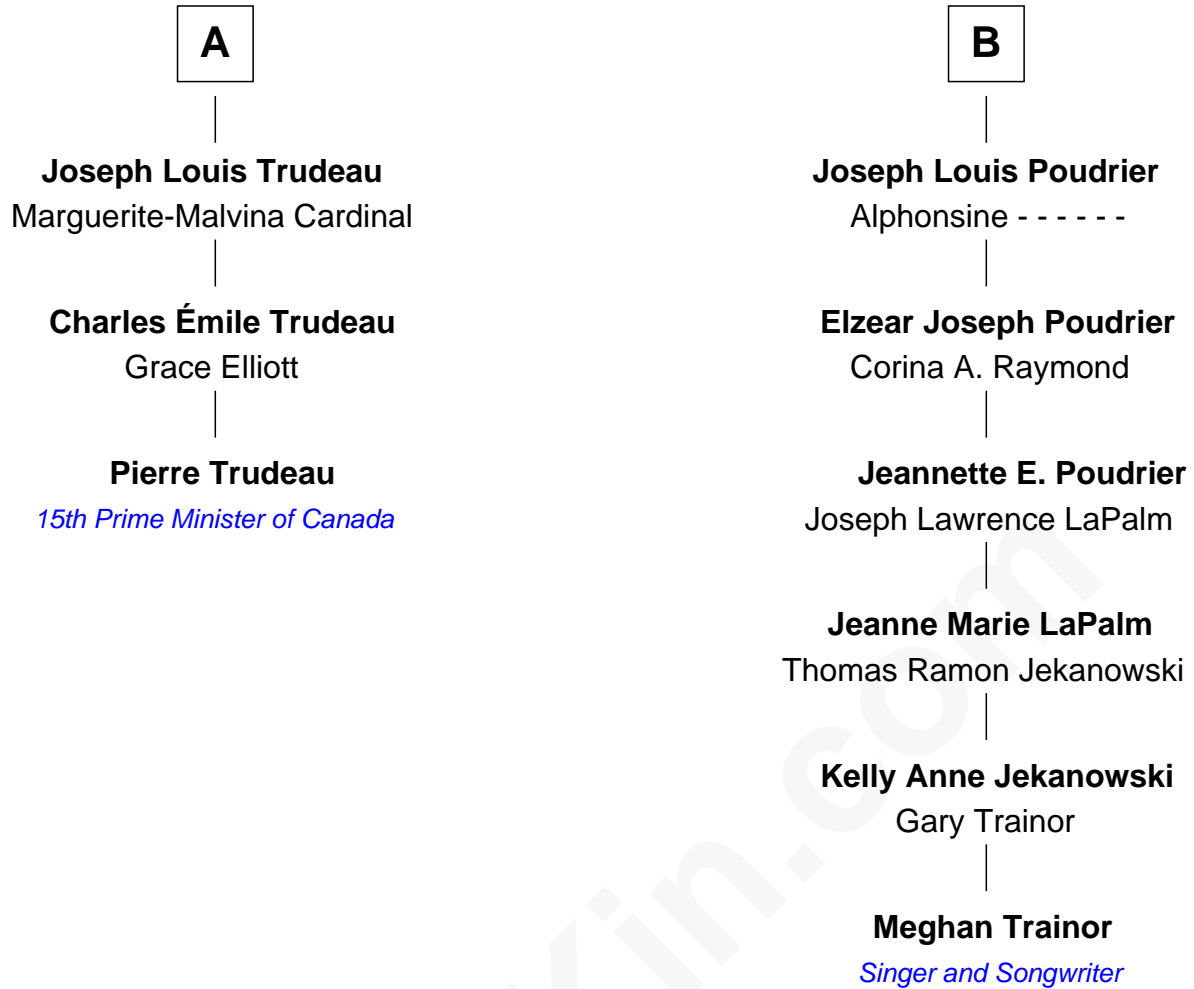 A
Joseph Louis Trudeau
Marguerite-Malvina Cardinal
Charles Émile Trudeau
Grace Elliott
Pierre Trudeau
15th Prime Minister of Canada
B
Joseph Louis Poudrier
Alphonsine - - - - - -
Elzear Joseph Poudrier
Corina A. Raymond
Jeannette E. Poudrier
Joseph Lawrence LaPalm
Jeanne Marie LaPalm
Thomas Ramon Jekanowski
Kelly Anne Jekanowski
Gary Trainor
Meghan Trainor
Singer and Songwriter
kin.com